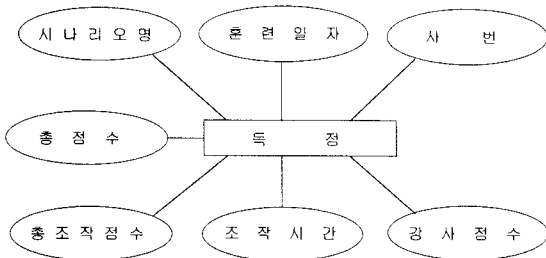 시 나 리 오 명
훈 련 일 자
사 번
총 점 수
득 점
총 조 작 점 수
조 작 시 간
강 사 점 수